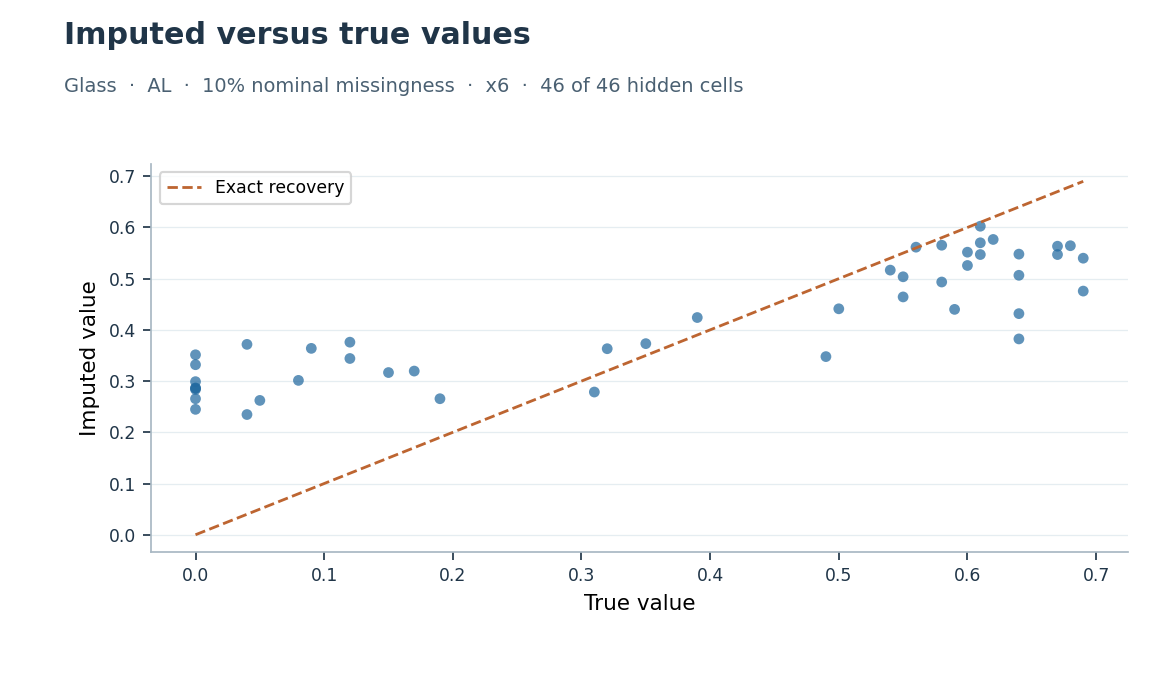 Imputed versus true values
Glass · AL · 10% nominal missingness · x6 · 46 of 46 hidden cells
Exact recovery
0.7
0.6
0.5
0.4
0.3
0.2
0.1
0.0
Imputed value
0.0 0.1 0.2 0.3 0.4 0.5 0.6 0.7
True value